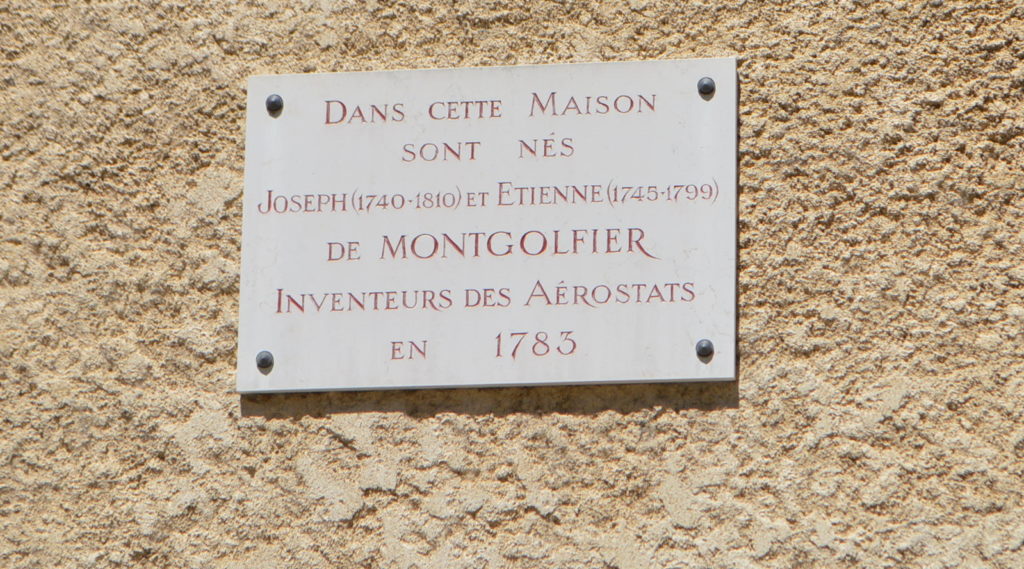 DANS CETTE MAISON
SONT NÉS
JOSEPH (1740-1810) ET ETIENNE (1745-1799)
DE MONTGOLFIER
INVENTEURS DES AÉROSTATS
EN 1783